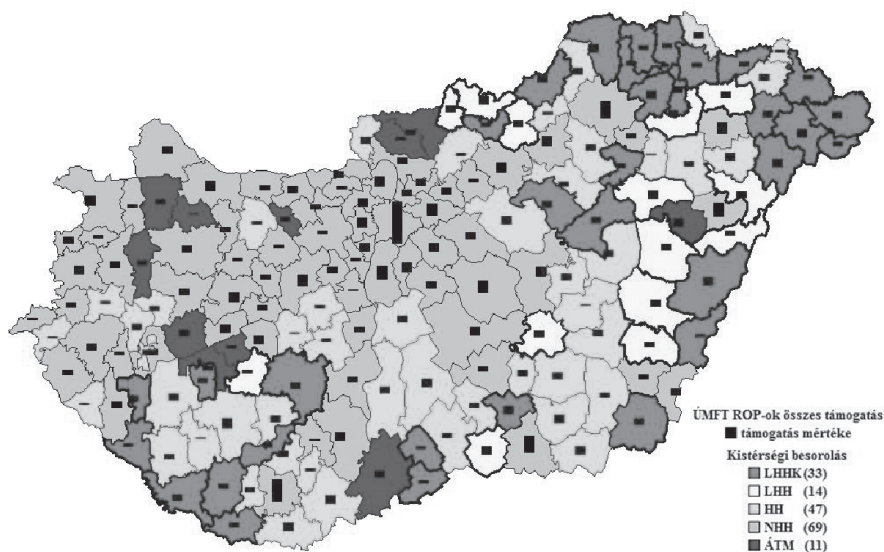 ÚMFT ROP-ok összes támogatás
támogatás mértéke
Kistérségi besorolás
LHHK (33)
LHH (14)
HH (47)
NHH (69)
ÁTM (11)